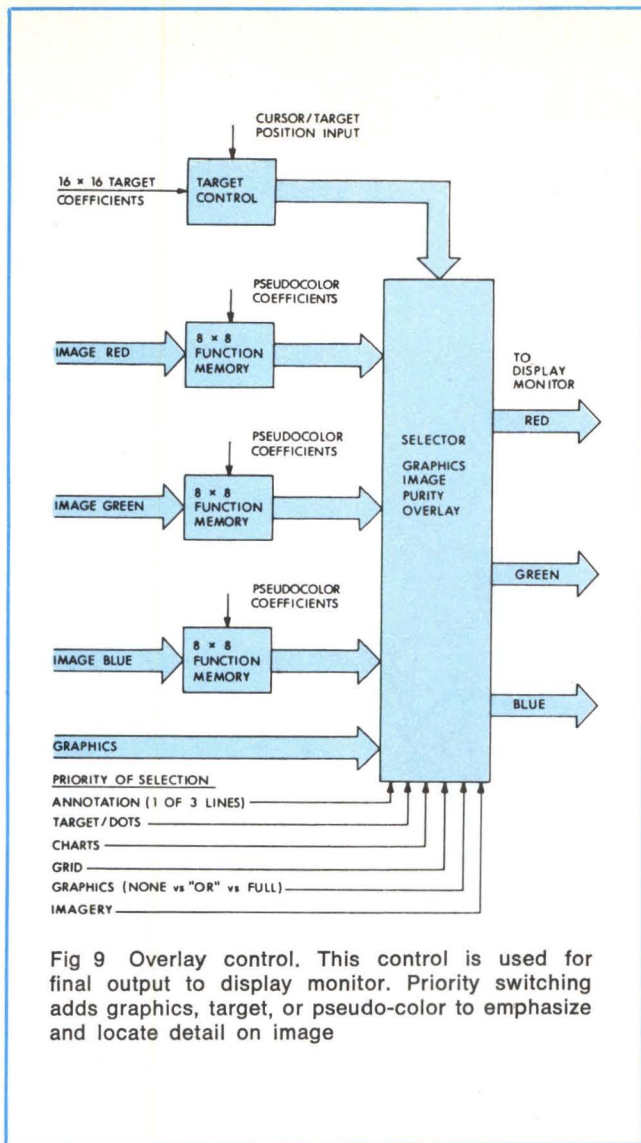 CURSOR/TARGET
POSITION INPUT
16 × 16 TARGET
COEFFICIENTS
TARGET
CONTROL
PSEUDOCOLOR
COEFFICIENTS
IMAGE RED
8 × 8
FUNCTION
MEMORY
TO
DISPLAY
MONITOR
RED
SELECTOR
GRAPHICS
IMAGE
PURITY
OVERLAY
PSEUDOCOLOR
COEFFICIENTS
IMAGE GREEN
8 × 8
FUNCTION
MEMORY
GREEN
PSEUDOCOLOR
COEFFICIENTS
IMAGE BLUE
8 × 8
FUNCTION
MEMORY
BLUE
GRAPHICS
PRIORITY OF SELECTION
ANNOTATION (1 OF 3 LINES)
TARGET/DOTS
CHARTS
GRID
GRAPHICS (NONE vs "OR" vs FULL)
IMAGERY
Fig 9 Overlay control. This control is used for
final output to display monitor. Priority switching
adds graphics, target, or pseudo-color to emphasize
and locate detail on image